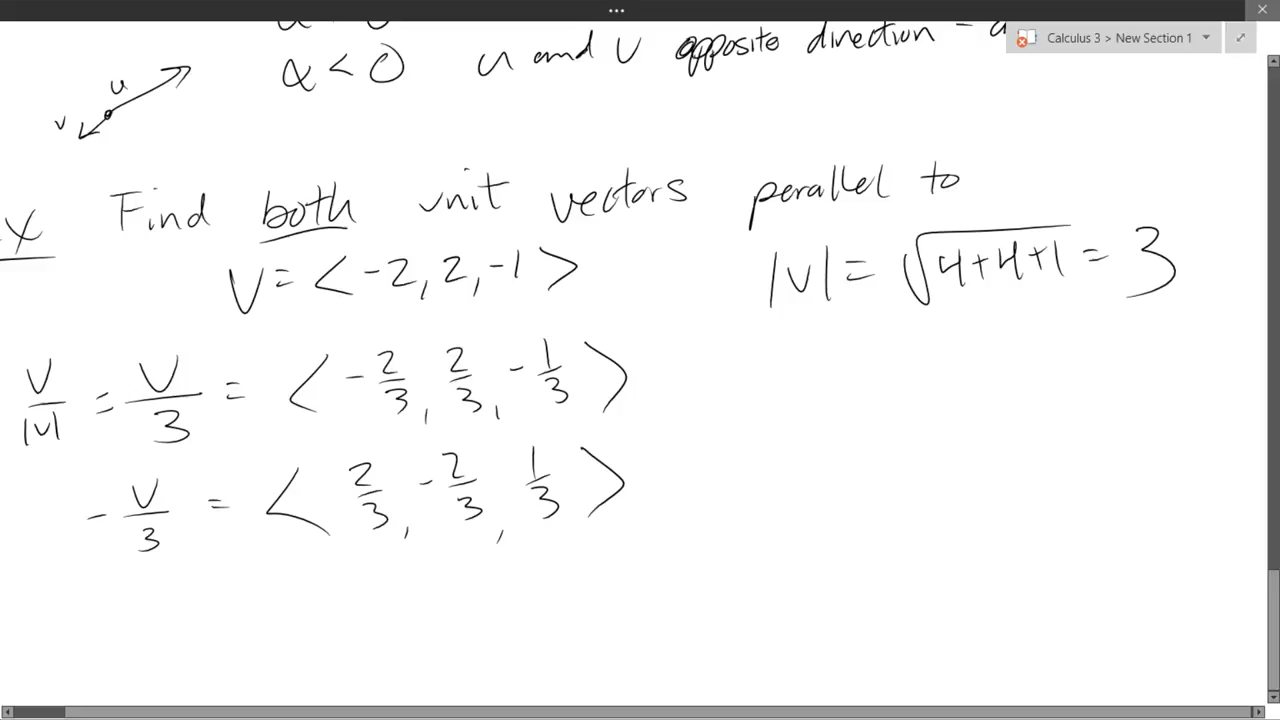 Calculus 3 > New Section 1
α < 0 u and v opposite direction -
u
v
Find both unit vectors parallel to
V = < -2, 2, -1 >
|V| = √4+4+1 = 3
V/|V| = V/3 = < -2/3, 2/3, -1/3 >
-V/3 = < 2/3, -2/3, 1/3 >